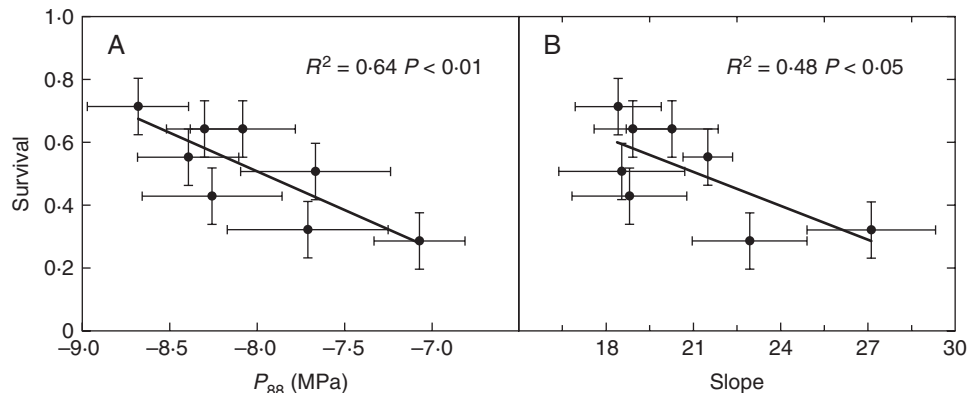 1·0
0·8
0·6
0·4
0·2
0
Survival
A
R² = 0·64 P < 0·01
–9·0 –8·5 –8·0 –7·5 –7·0
P₈₈ (MPa)
B
R² = 0·48 P < 0·05
18 21 24 27 30
Slope